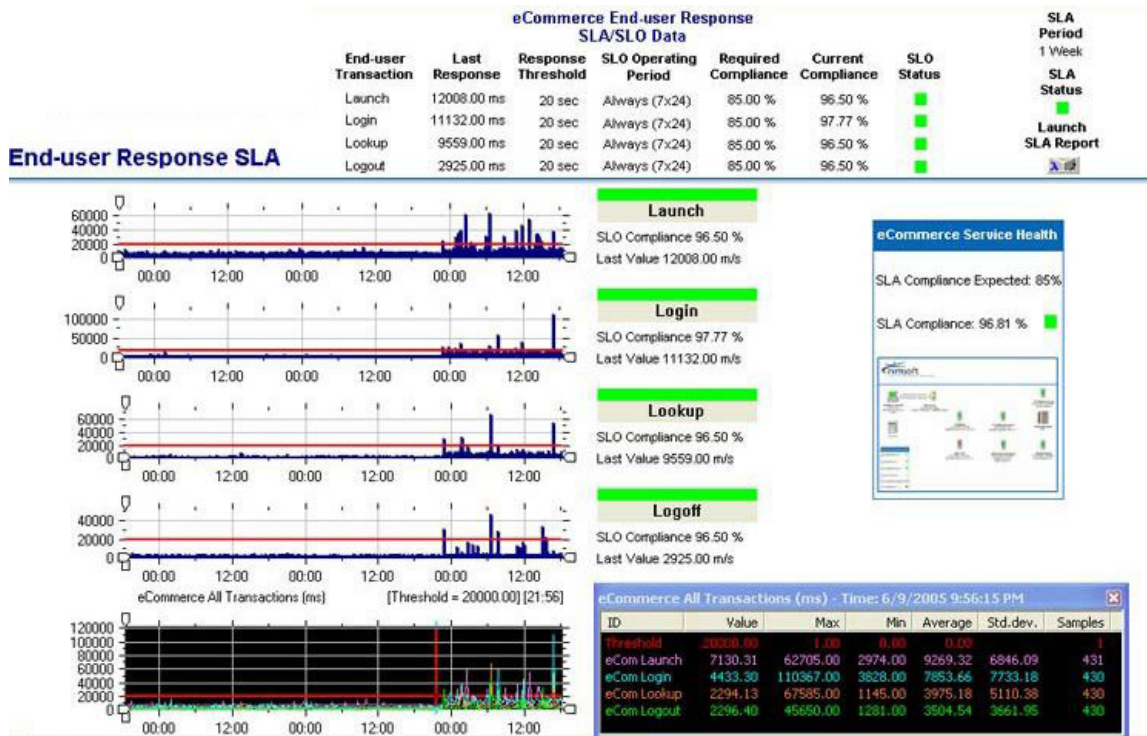 eCommerce End-user Response
SLA/SLO Data
End-user Transaction Last Response Response Threshold SLO Operating Period Required Compliance Current Compliance SLO Status
Launch 12008.00 ms 20 sec Always (7x24) 85.00 % 96.50 %
Login 11132.00 ms 20 sec Always (7x24) 85.00 % 97.77 %
Lookup 9559.00 ms 20 sec Always (7x24) 85.00 % 96.50 %
Logout 2925.00 ms 20 sec Always (7x24) 85.00 % 96.50 %
SLA
Period
1 Week
SLA
Status
Launch
SLA Report
End-user Response SLA
60000
40000
20000
0
00:00 12:00 00:00 12:00 00:00 12:00
Launch
SLO Compliance 96.50 %
Last Value 12008.00 m/s
100000
50000
0
00:00 12:00 00:00 12:00 00:00 12:00
Login
SLO Compliance 97.77 %
Last Value 11132.00 m/s
60000
40000
20000
0
00:00 12:00 00:00 12:00 00:00 12:00
Lookup
SLO Compliance 96.50 %
Last Value 9559.00 m/s
40000
20000
0
00:00 12:00 00:00 12:00 00:00 12:00
Logoff
SLO Compliance 96.50 %
Last Value 2925.00 m/s
eCommerce Service Health
SLA Compliance Expected: 85%
SLA Compliance: 96.81 %
nimsoft
eCommerce All Transactions (ms) [Threshold = 20000.00] [21:56]
120000
100000
80000
60000
40000
20000
0
00:00 12:00 00:00 12:00 00:00 12:00
eCommerce All Transactions (ms) - Time: 6/9/2005 9:56:15 PM
ID Value Max Min Average Std.dev. Samples
Threshold 20000.00 1.00 0.00 0.00 1
eCom Launch 7130.31 62705.00 2974.00 9269.32 6846.09 431
eCom Login 4433.30 110367.00 3828.00 7853.66 7733.18 430
eCom Lookup 2294.13 67585.00 1145.00 3975.18 5110.38 430
eCom Logout 2296.40 45650.00 1281.00 3504.54 3661.95 430